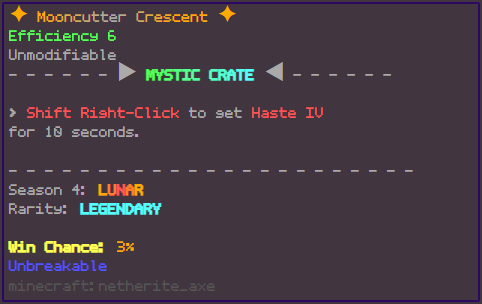 ✦ Mooncutter Crescent ✦
Efficiency 6
Unmodifiable
- - - - - - ▶ MYSTIC CRATE ◀ - - - - - -
> Shift Right-Click to get Haste IV
for 10 seconds.
- - - - - - - - - - - - - - - - - - - - - - - -
Season 4: LUNAR
Rarity: LEGENDARY
Win Chance: 3%
Unbreakable
minecraft:netherite_axe